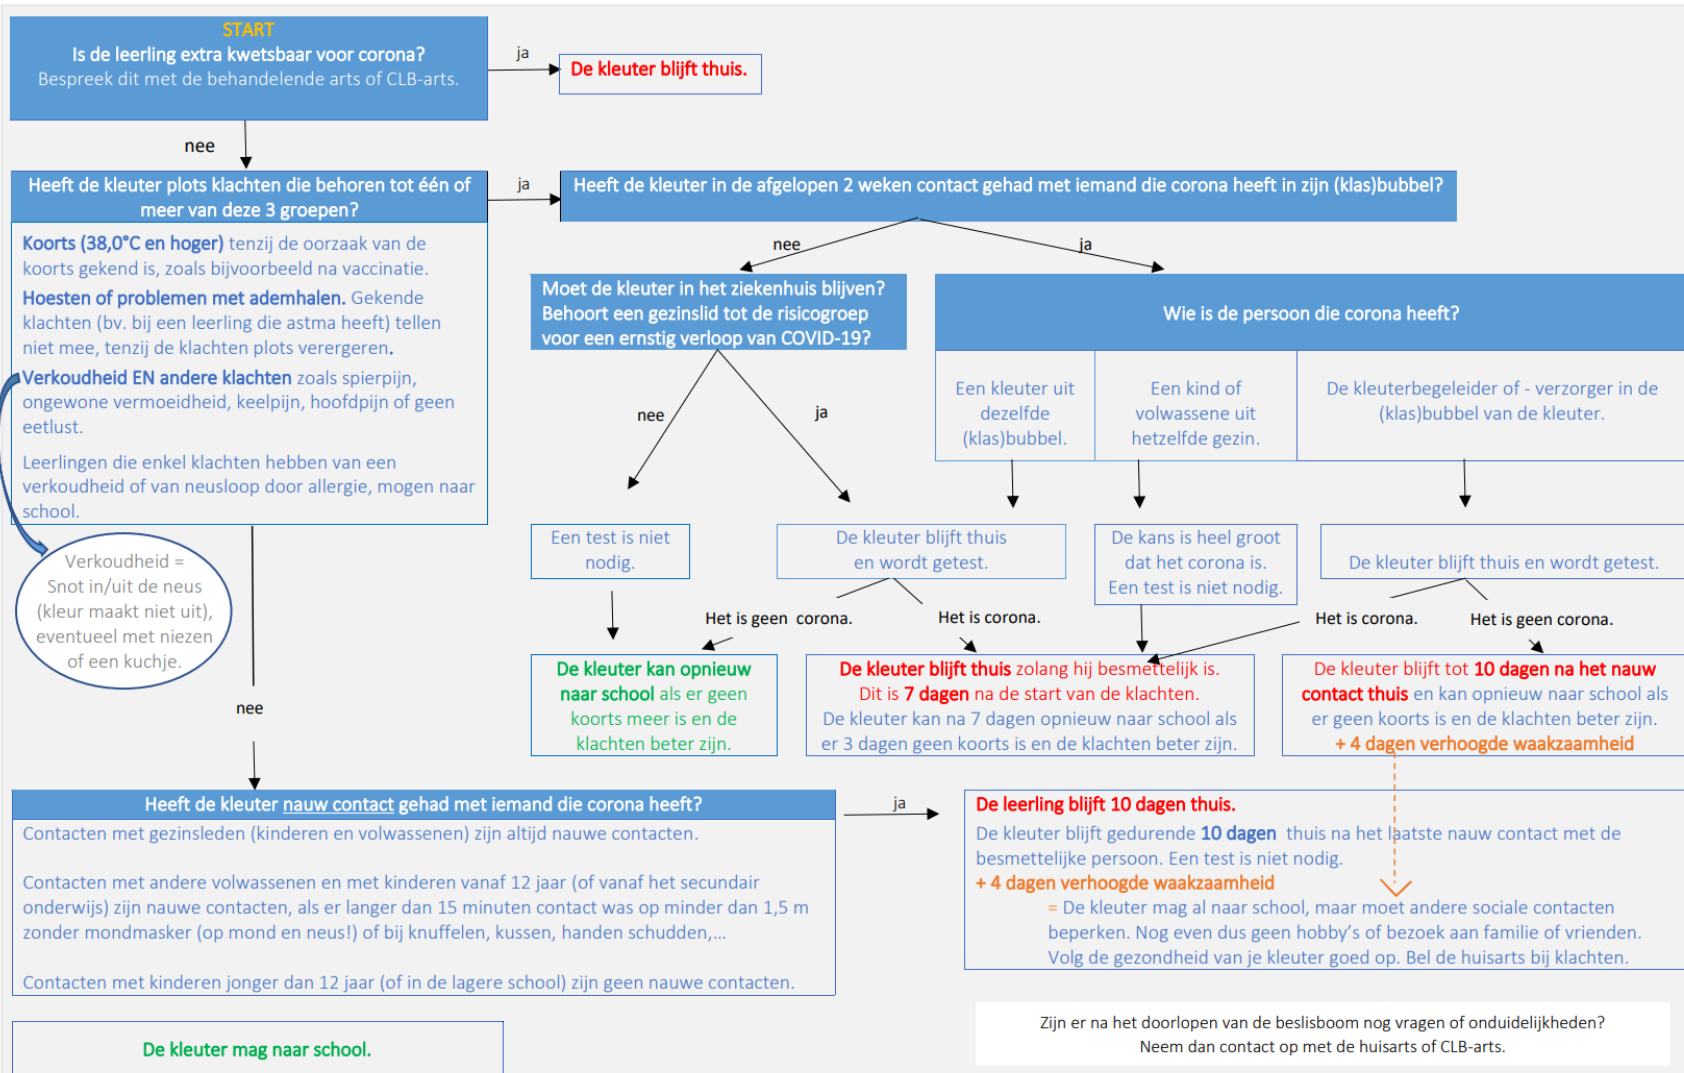 START
Is de leerling extra kwetsbaar voor corona?
Bespreek dit met de behandelende arts of CLB-arts.
ja
De kleuter blijft thuis.
nee
Heeft de kleuter plots klachten die behoren tot één of
meer van deze 3 groepen?
Koorts (38,0°C en hoger) tenzij de oorzaak van de
koorts gekend is, zoals bijvoorbeeld na vaccinatie.
Hoesten of problemen met ademhalen. Gekende
klachten (bv. bij een leerling die astma heeft) tellen
niet mee, tenzij de klachten plots verergeren.
Verkoudheid EN andere klachten zoals spierpijn,
ongewone vermoeidheid, keelpijn, hoofdpijn of geen
eetlust.
Leerlingen die enkel klachten hebben van een
verkoudheid of van neusloop door allergie, mogen naar
school.
Verkoudheid =
Snot in/uit de neus
(kleur maakt niet uit),
eventueel met niezen
of een kuchje.
ja
Heeft de kleuter in de afgelopen 2 weken contact gehad met iemand die corona heeft in zijn (klas)bubbel?
nee
ja
Moet de kleuter in het ziekenhuis blijven?
Behoort een gezinslid tot de risicogroep
voor een ernstig verloop van COVID-19?
Wie is de persoon die corona heeft?
Een kleuter uit
dezelfde
(klas)bubbel.
Een kind of
volwassene uit
hetzelfde gezin.
De kleuterbegeleider of - verzorger in de
(klas)bubbel van de kleuter.
nee
ja
Een test is niet
nodig.
De kleuter blijft thuis
en wordt getest.
De kans is heel groot
dat het corona is.
Een test is niet nodig.
De kleuter blijft thuis en wordt getest.
Het is geen corona.
Het is corona.
Het is corona.
Het is geen corona.
De kleuter kan opnieuw
naar school als er geen
koorts meer is en de
klachten beter zijn.
De kleuter blijft thuis zolang hij besmettelijk is.
Dit is 7 dagen na de start van de klachten.
De kleuter kan na 7 dagen opnieuw naar school als
er 3 dagen geen koorts is en de klachten beter zijn.
De kleuter blijft tot 10 dagen na het nauw
contact thuis en kan opnieuw naar school als
er geen koorts is en de klachten beter zijn.
+ 4 dagen verhoogde waakzaamheid
nee
Heeft de kleuter nauw contact gehad met iemand die corona heeft?
Contacten met gezinsleden (kinderen en volwassenen) zijn altijd nauwe contacten.
Contacten met andere volwassenen en met kinderen vanaf 12 jaar (of vanaf het secundair
onderwijs) zijn nauwe contacten, als er langer dan 15 minuten contact was op minder dan 1,5 m
zonder mondmasker (op mond en neus!) of bij knuffelen, kussen, handen schudden,…
Contacten met kinderen jonger dan 12 jaar (of in de lagere school) zijn geen nauwe contacten.
ja
De leerling blijft 10 dagen thuis.
De kleuter blijft gedurende 10 dagen thuis na het laatste nauw contact met de
besmettelijke persoon. Een test is niet nodig.
+ 4 dagen verhoogde waakzaamheid
= De kleuter mag al naar school, maar moet andere sociale contacten
beperken. Nog even dus geen hobby's of bezoek aan familie of vrienden.
Volg de gezondheid van je kleuter goed op. Bel de huisarts bij klachten.
De kleuter mag naar school.
Zijn er na het doorlopen van de beslisboom nog vragen of onduidelijkheden?
Neem dan contact op met de huisarts of CLB-arts.